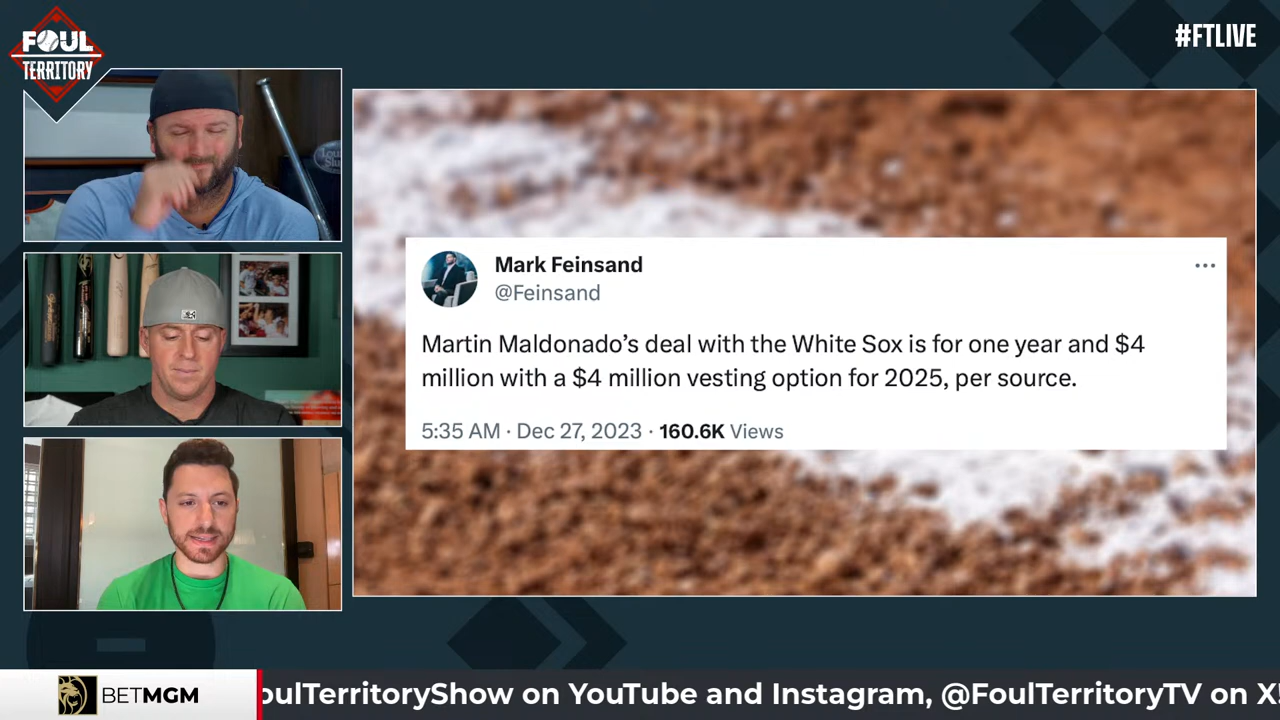 FOUL
TERRITORY
#FTLIVE
Mark Feinsand
@Feinsand
Martin Maldonado’s deal with the White Sox is for one year and $4
million with a $4 million vesting option for 2025, per source.
5:35 AM · Dec 27, 2023 · 160.6K Views
BETMGM
oulTerritoryShow on YouTube and Instagram, @FoulTerritoryTV on X